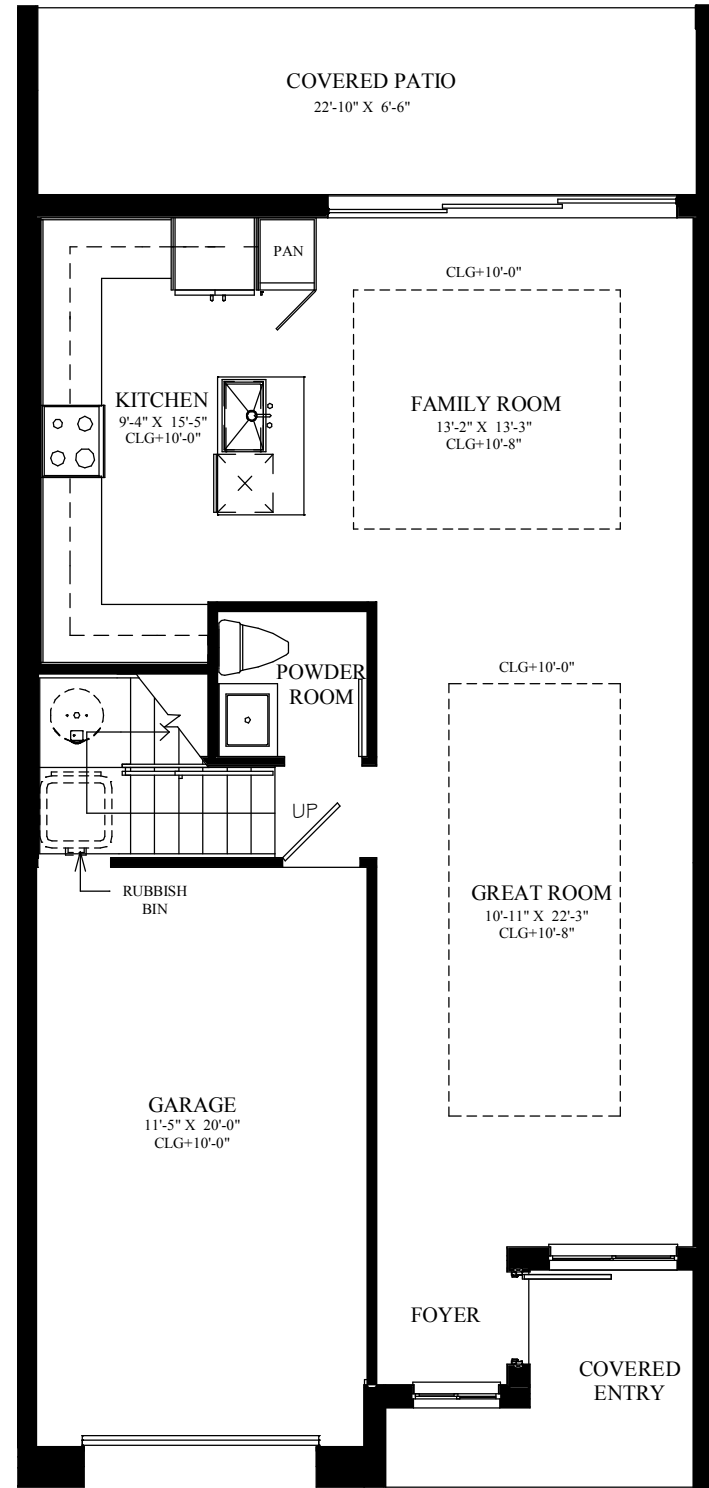 COVERED PATIO
22'-10" X 6'-6"
PAN
CLG+10'-0"
KITCHEN
9'-4" X 15'-5"
CLG+10'-0"
FAMILY ROOM
13'-2" X 13'-3"
CLG+10'-8"
POWDER
ROOM
CLG+10'-0"
UP
RUBBISH
BIN
GREAT ROOM
10'-11" X 22'-3"
CLG+10'-8"
GARAGE
11'-5" X 20'-0"
CLG+10'-0"
FOYER
COVERED
ENTRY